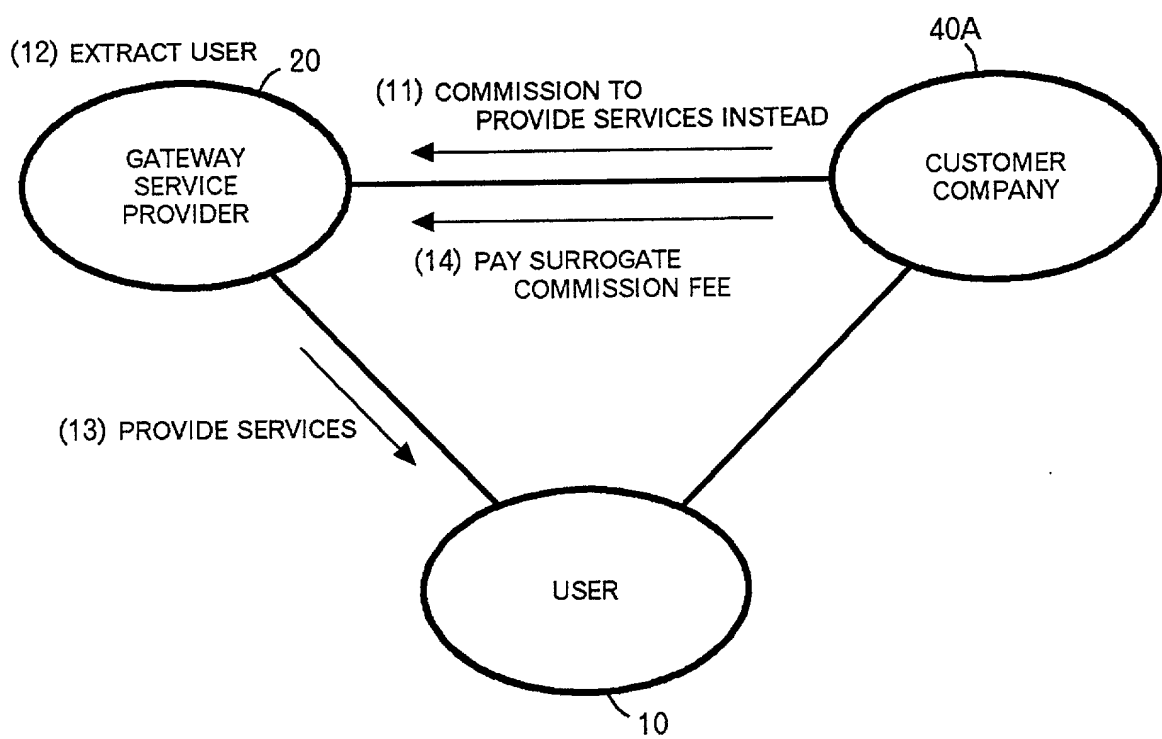 (12) EXTRACT USER
20
40A
(11) COMMISSION TO
PROVIDE SERVICES INSTEAD
GATEWAY
SERVICE
PROVIDER
CUSTOMER
COMPANY
(14) PAY SURROGATE
COMMISSION FEE
(13) PROVIDE SERVICES
USER
10